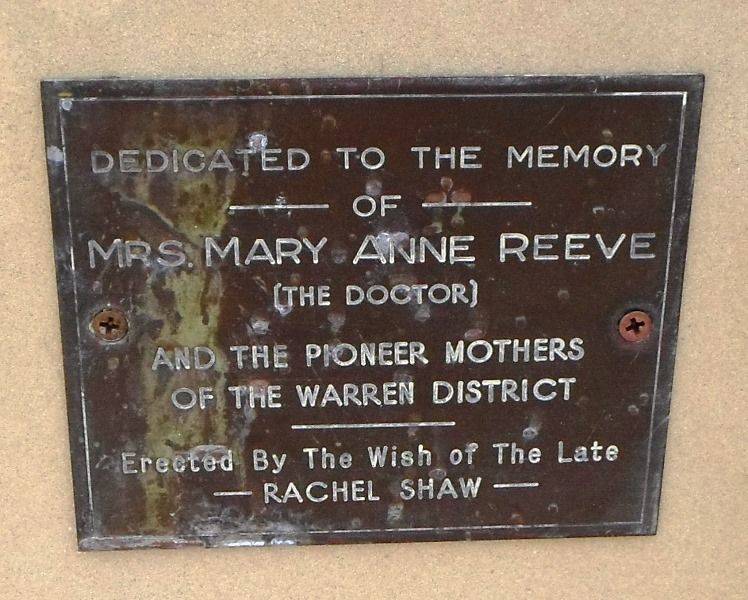 DEDICATED TO THE MEMORY
OF
MRS. MARY ANNE REEVE
(THE DOCTOR)
AND THE PIONEER MOTHERS
OF THE WARREN DISTRICT
Erected By The Wish of The Late
RACHEL SHAW